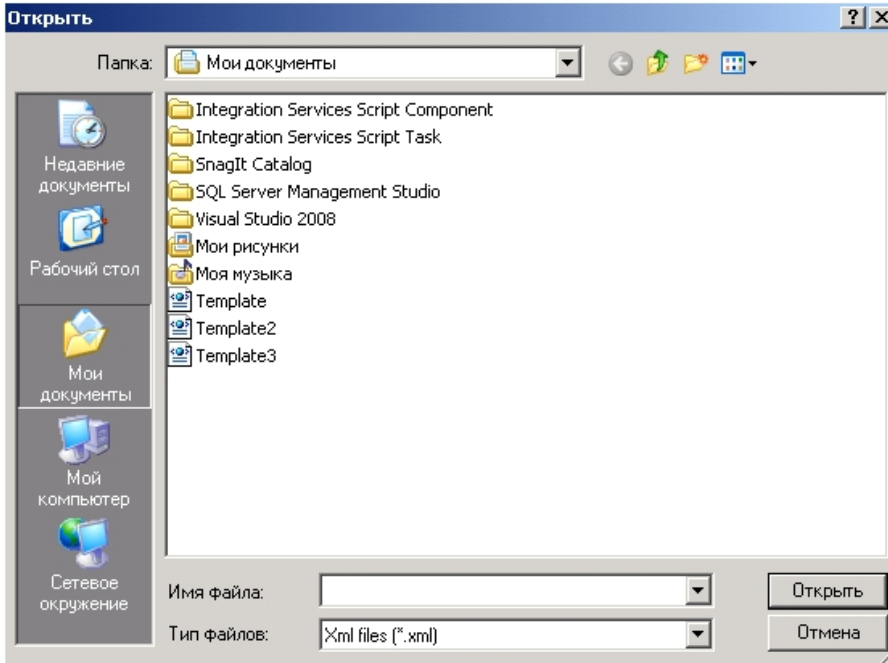 Открыть
Папка: Мои документы
Недавние
документы
Рабочий стол
Мои
документы
Мой
компьютер
Сетевое
окружение
Integration Services Script Component
Integration Services Script Task
SnagIt Catalog
SQL Server Management Studio
Visual Studio 2008
Мои рисунки
Моя музыка
Template
Template2
Template3
Имя файла:
Открыть
Тип файлов: Xml files (*.xml)
Отмена